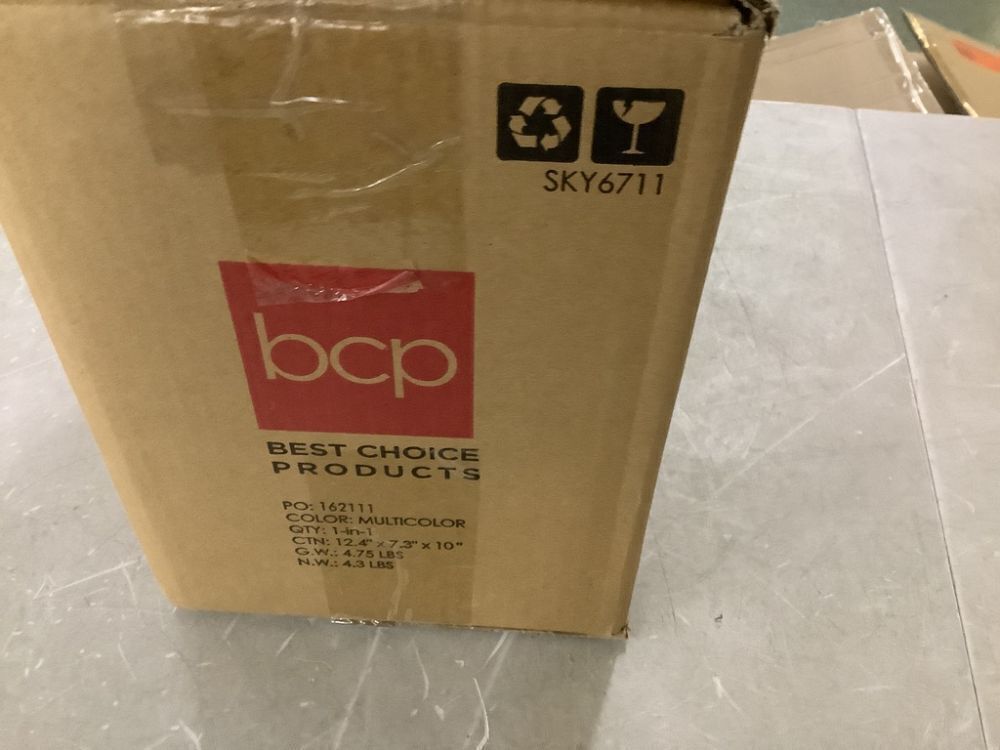 SKY6711
bcp
BEST CHOICE
PRODUCTS
PO: 162111
COLOR: MULTICOLOR
QTY: 1-in-1
CTN: 12.4" x 7.3" x 10"
G.W.: 4.75 LBS
N.W.: 4.3 LBS